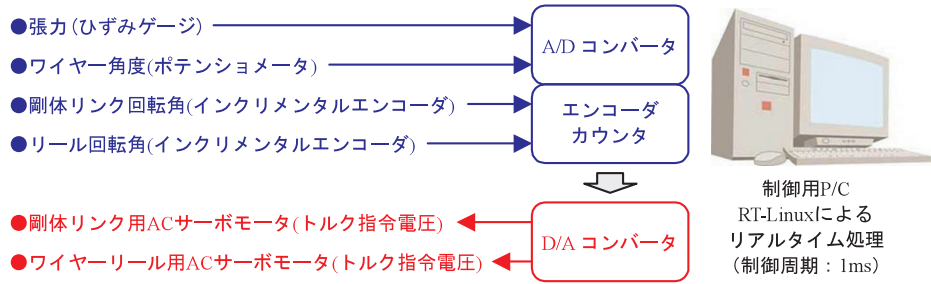 ●張力(ひずみゲージ)
●ワイヤー角度(ポテンショメータ)
●剛体リンク回転角(インクリメンタルエンコーダ)
●リール回転角(インクリメンタルエンコーダ)
A/D コンバータ
エンコーダ
カウンタ
●剛体リンク用ACサーボモータ(トルク指令電圧)
●ワイヤーリール用ACサーボモータ(トルク指令電圧)
D/A コンバータ
制御用P/C
RT-Linuxによる
リアルタイム処理
(制御周期：1ms)